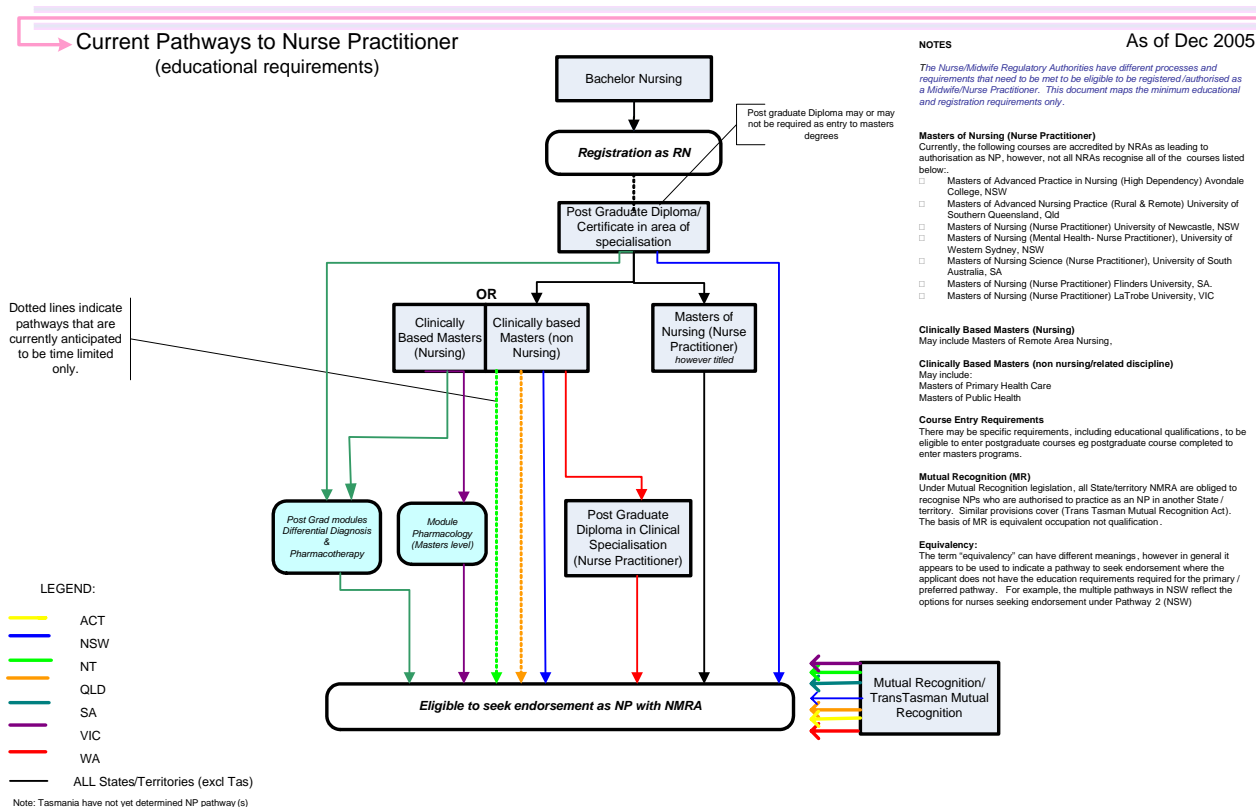 Current Pathways to Nurse Practitioner
(educational requirements)
As of Dec 2005
Bachelor Nursing
Post graduate Diploma may or may
not be required as entry to masters
degrees
Registration as RN
Post Graduate Diploma/
Certificate in area of
specialisation
Dotted lines indicate
pathways that are
currently anticipated
to be time limited
only.
OR
Clinically
Based Masters
(Nursing)
Clinically based
Masters (non
Nursing)
Masters of
Nursing (Nurse
Practitioner)
however titled
Post Grad modules
Differential Diagnosis
&
Pharmacotherapy
Module
Pharmacology
(Masters level)
Post Graduate
Diploma in Clinical
Specialisation
(Nurse Practitioner)
Eligible to seek endorsement as NP with NMRA
Mutual Recognition/
TransTasman Mutual
Recognition
LEGEND:
ACT
NSW
NT
QLD
SA
VIC
WA
ALL States/Territories (excl Tas)
Note: Tasmania have not yet determined NP pathway(s)
NOTES
The Nurse/Midwife Regulatory Authorities have different processes and
requirements that need to be met to be eligible to be registered/authorised as
a Midwife/Nurse Practitioner. This document maps the minimum educational
and registration requirements only.
Masters of Nursing (Nurse Practitioner)
Currently, the following courses are accredited by NRAs as leading to
authorisation as NP, however, not all NRAs recognise all of the courses listed
below:.
Masters of Advanced Practice in Nursing (High Dependency) Avondale
College, NSW
Masters of Advanced Nursing Practice (Rural & Remote) University of
Southern Queensland, Qld
Masters of Nursing (Nurse Practitioner) University of Newcastle, NSW
Masters of Nursing (Mental Health- Nurse Practitioner), University of
Western Sydney, NSW
Masters of Nursing Science (Nurse Practitioner), University of South
Australia, SA
Masters of Nursing (Nurse Practitioner) Flinders University, SA.
Masters of Nursing (Nurse Practitioner) LaTrobe University, VIC
Clinically Based Masters (Nursing)
May include Masters of Remote Area Nursing,
Clinically Based Masters (non nursing/related discipline)
May include:
Masters of Primary Health Care
Masters of Public Health
Course Entry Requirements
There may be specific requirements, including educational qualifications, to be
eligible to enter postgraduate courses eg postgraduate course completed to
enter masters programs.
Mutual Recognition (MR)
Under Mutual Recognition legislation, all State/territory NMRA are obliged to
recognise NPs who are authorised to practice as an NP in another State /
territory. Similar provisions cover (Trans Tasman Mutual Recognition Act).
The basis of MR is equivalent occupation not qualification.
Equivalency:
The term “equivalency” can have different meanings, however in general it
appears to be used to indicate a pathway to seek endorsement where the
applicant does not have the education requirements required for the primary /
preferred pathway. For example, the multiple pathways in NSW reflect the
options for nurses seeking endorsement under Pathway 2 (NSW)